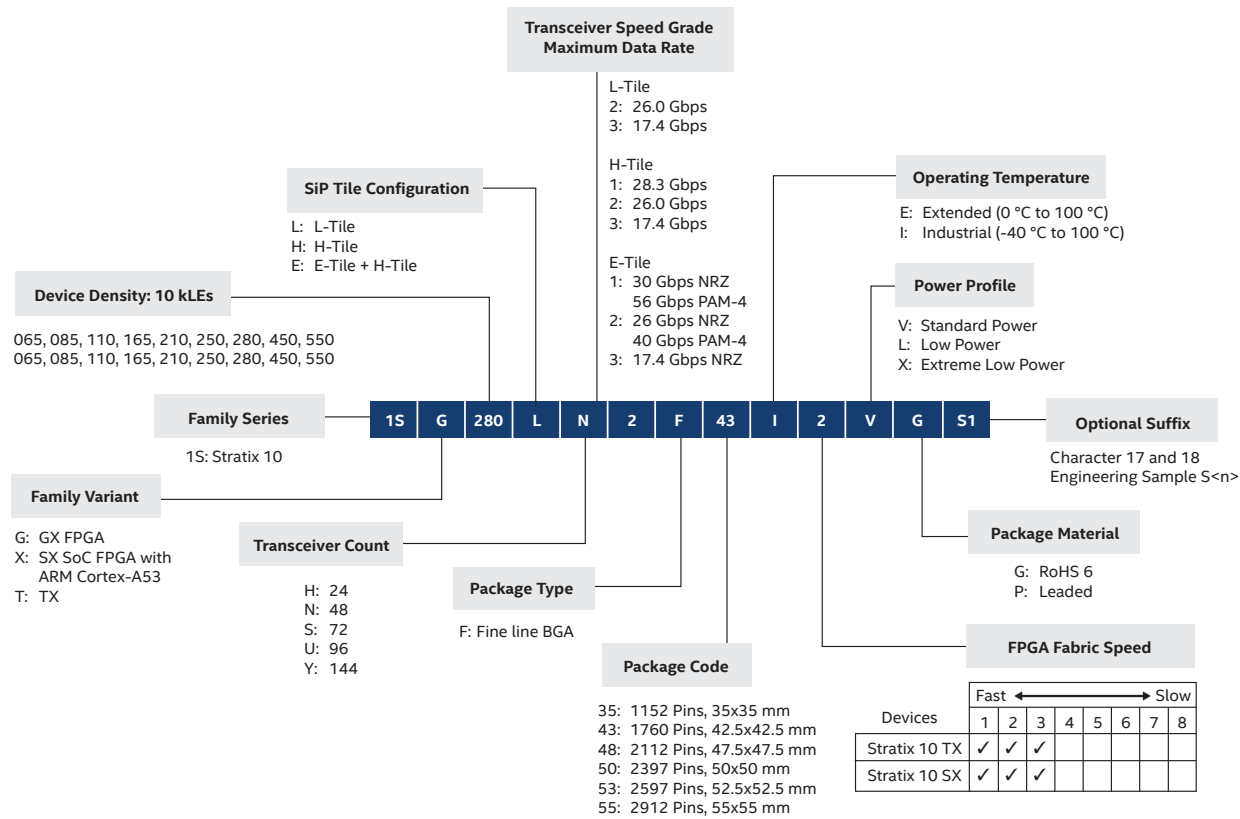 Transceiver Speed Grade
Maximum Data Rate
L-Tile
2: 26.0 Gbps
3: 17.4 Gbps
H-Tile
1: 28.3 Gbps
2: 26.0 Gbps
3: 17.4 Gbps
E-Tile
1: 30 Gbps NRZ
56 Gbps PAM-4
2: 26 Gbps NRZ
40 Gbps PAM-4
3: 17.4 Gbps NRZ
SiP Tile Configuration
L: L-Tile
H: H-Tile
E: E-Tile + H-Tile
Operating Temperature
E: Extended (0 °C to 100 °C)
I: Industrial (-40 °C to 100 °C)
Device Density: 10 kLEs
065, 085, 110, 165, 210, 250, 280, 450, 550
065, 085, 110, 165, 210, 250, 280, 450, 550
Power Profile
V: Standard Power
L: Low Power
X: Extreme Low Power
Family Series
1S: Stratix 10
1S G 280 L N 2 F 43 I 2 V G S1
Optional Suffix
Character 17 and 18
Engineering Sample S<n>
Family Variant
G: GX FPGA
X: SX SoC FPGA with
ARM Cortex-A53
T: TX
Transceiver Count
H: 24
N: 48
S: 72
U: 96
Y: 144
Package Type
F: Fine line BGA
Package Code
35: 1152 Pins, 35x35 mm
43: 1760 Pins, 42.5x42.5 mm
48: 2112 Pins, 47.5x47.5 mm
50: 2397 Pins, 50x50 mm
53: 2597 Pins, 52.5x52.5 mm
55: 2912 Pins, 55x55 mm
Package Material
G: RoHS 6
P: Leaded
FPGA Fabric Speed
Fast Slow
Devices 1 2 3 4 5 6 7 8
Stratix 10 TX ✓ ✓ ✓
Stratix 10 SX ✓ ✓ ✓